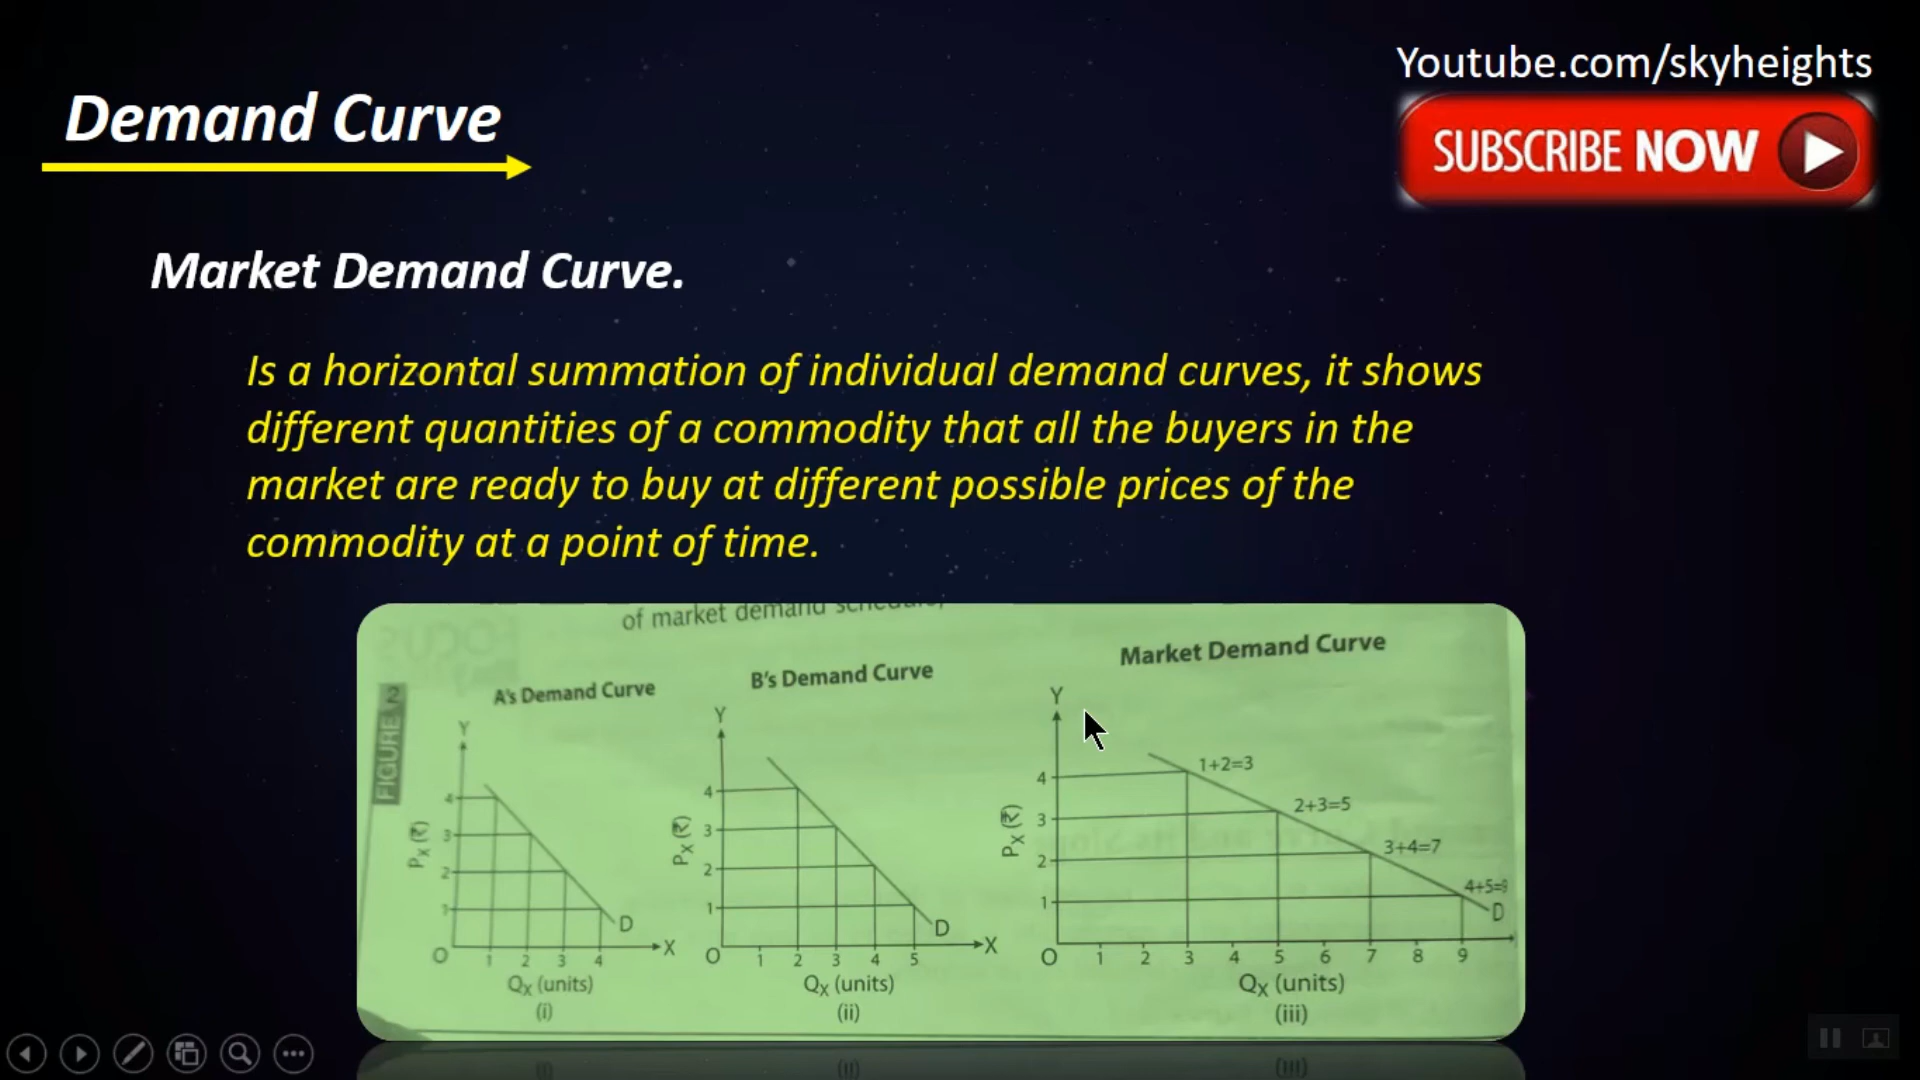 Youtube.com/skyheights
Demand Curve
SUBSCRIBE NOW
Market Demand Curve.
Is a horizontal summation of individual demand curves, it shows
different quantities of a commodity that all the buyers in the
market are ready to buy at different possible prices of the
commodity at a point of time.
of market demand schedule,
FIGURE 2
A's Demand Curve
Y
4
3
2
1
Px (₹)
D
O 1 2 3 4 X
Qx (units)
(i)
B's Demand Curve
Y
4
3
2
1
Px (₹)
D
O 1 2 3 4 5 X
Qx (units)
(ii)
Market Demand Curve
Y
4 1+2=3
3 2+3=5
2 3+4=7
1 4+5=9
Px (₹)
D
O 1 2 3 4 5 6 7 8 9
Qx (units)
(iii)